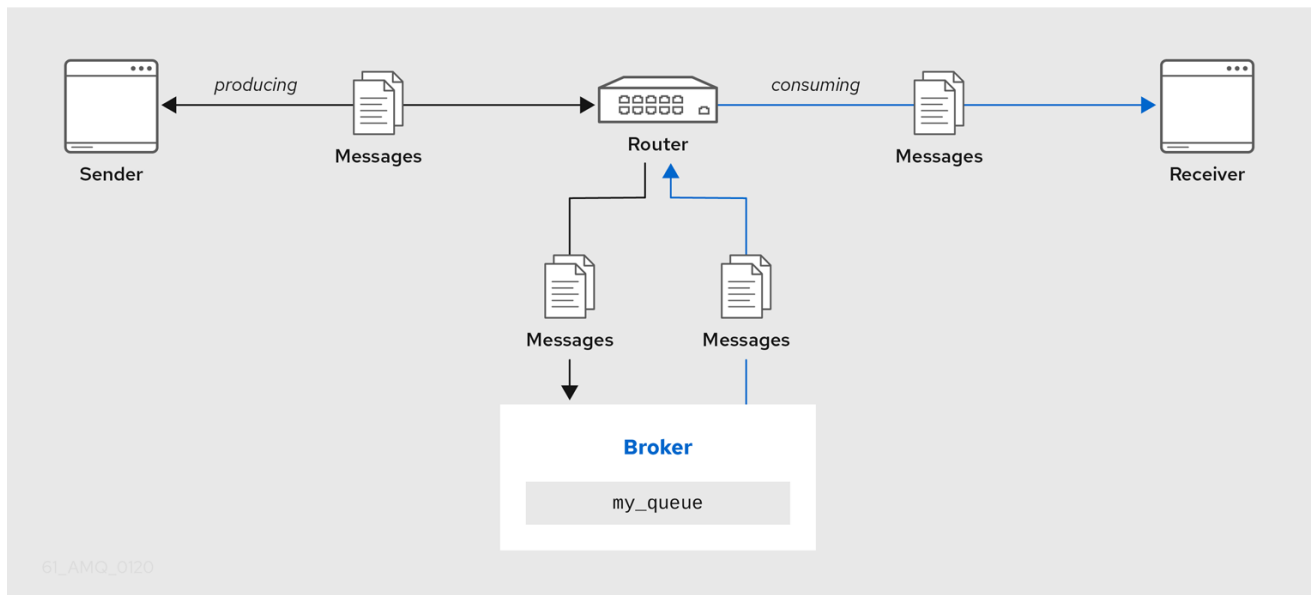 producing
consuming
Messages
Router
Messages
Sender
Receiver
Messages
Messages
Broker
my_queue
61_AMQ_0120